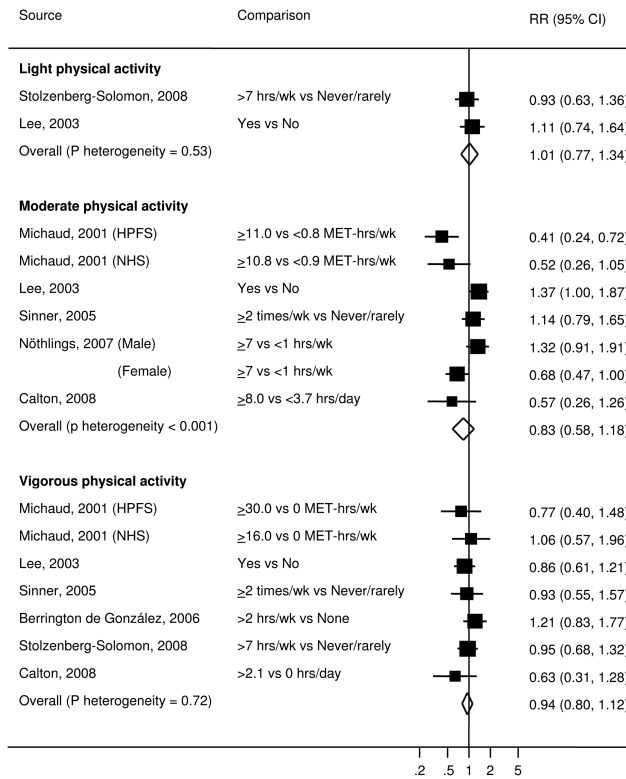 Source Comparison RR (95% CI)
Light physical activity
Stolzenberg-Solomon, 2008 >7 hrs/wk vs Never/rarely 0.93 (0.63, 1.36)
Lee, 2003 Yes vs No 1.11 (0.74, 1.64)
Overall (P heterogeneity = 0.53) 1.01 (0.77, 1.34)
Moderate physical activity
Michaud, 2001 (HPFS) ≥11.0 vs <0.8 MET-hrs/wk 0.41 (0.24, 0.72)
Michaud, 2001 (NHS) ≥10.8 vs <0.9 MET-hrs/wk 0.52 (0.26, 1.05)
Lee, 2003 Yes vs No 1.37 (1.00, 1.87)
Sinner, 2005 ≥2 times/wk vs Never/rarely 1.14 (0.79, 1.65)
Nöthlings, 2007 (Male) ≥7 vs <1 hrs/wk 1.32 (0.91, 1.91)
(Female) ≥7 vs <1 hrs/wk 0.68 (0.47, 1.00)
Calton, 2008 ≥8.0 vs <3.7 hrs/day 0.57 (0.26, 1.26)
Overall (p heterogeneity < 0.001) 0.83 (0.58, 1.18)
Vigorous physical activity
Michaud, 2001 (HPFS) ≥30.0 vs 0 MET-hrs/wk 0.77 (0.40, 1.48)
Michaud, 2001 (NHS) ≥16.0 vs 0 MET-hrs/wk 1.06 (0.57, 1.96)
Lee, 2003 Yes vs No 0.86 (0.61, 1.21)
Sinner, 2005 ≥2 times/wk vs Never/rarely 0.93 (0.55, 1.57)
Berrington de González, 2006 >2 hrs/wk vs None 1.21 (0.83, 1.77)
Stolzenberg-Solomon, 2008 >7 hrs/wk vs Never/rarely 0.95 (0.68, 1.32)
Calton, 2008 >2.1 vs 0 hrs/day 0.63 (0.31, 1.28)
Overall (P heterogeneity = 0.72) 0.94 (0.80, 1.12)
.2 .5 1 2 5